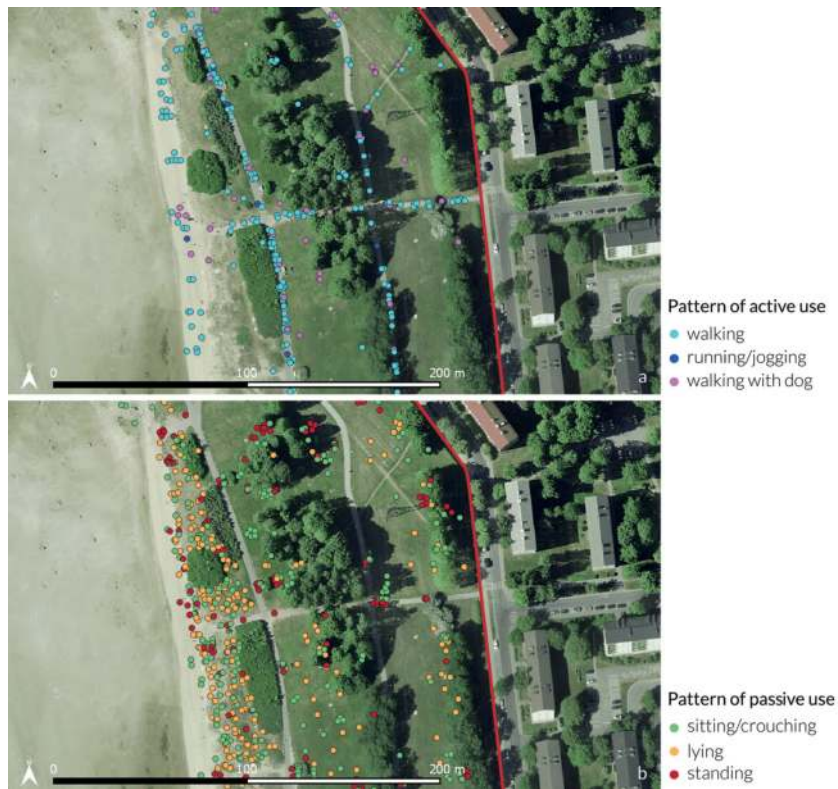 Pattern of active use
walking
running/jogging
walking with dog
0 100 200 m
a
Pattern of passive use
sitting/crouching
lying
standing
0 100 200 m
b